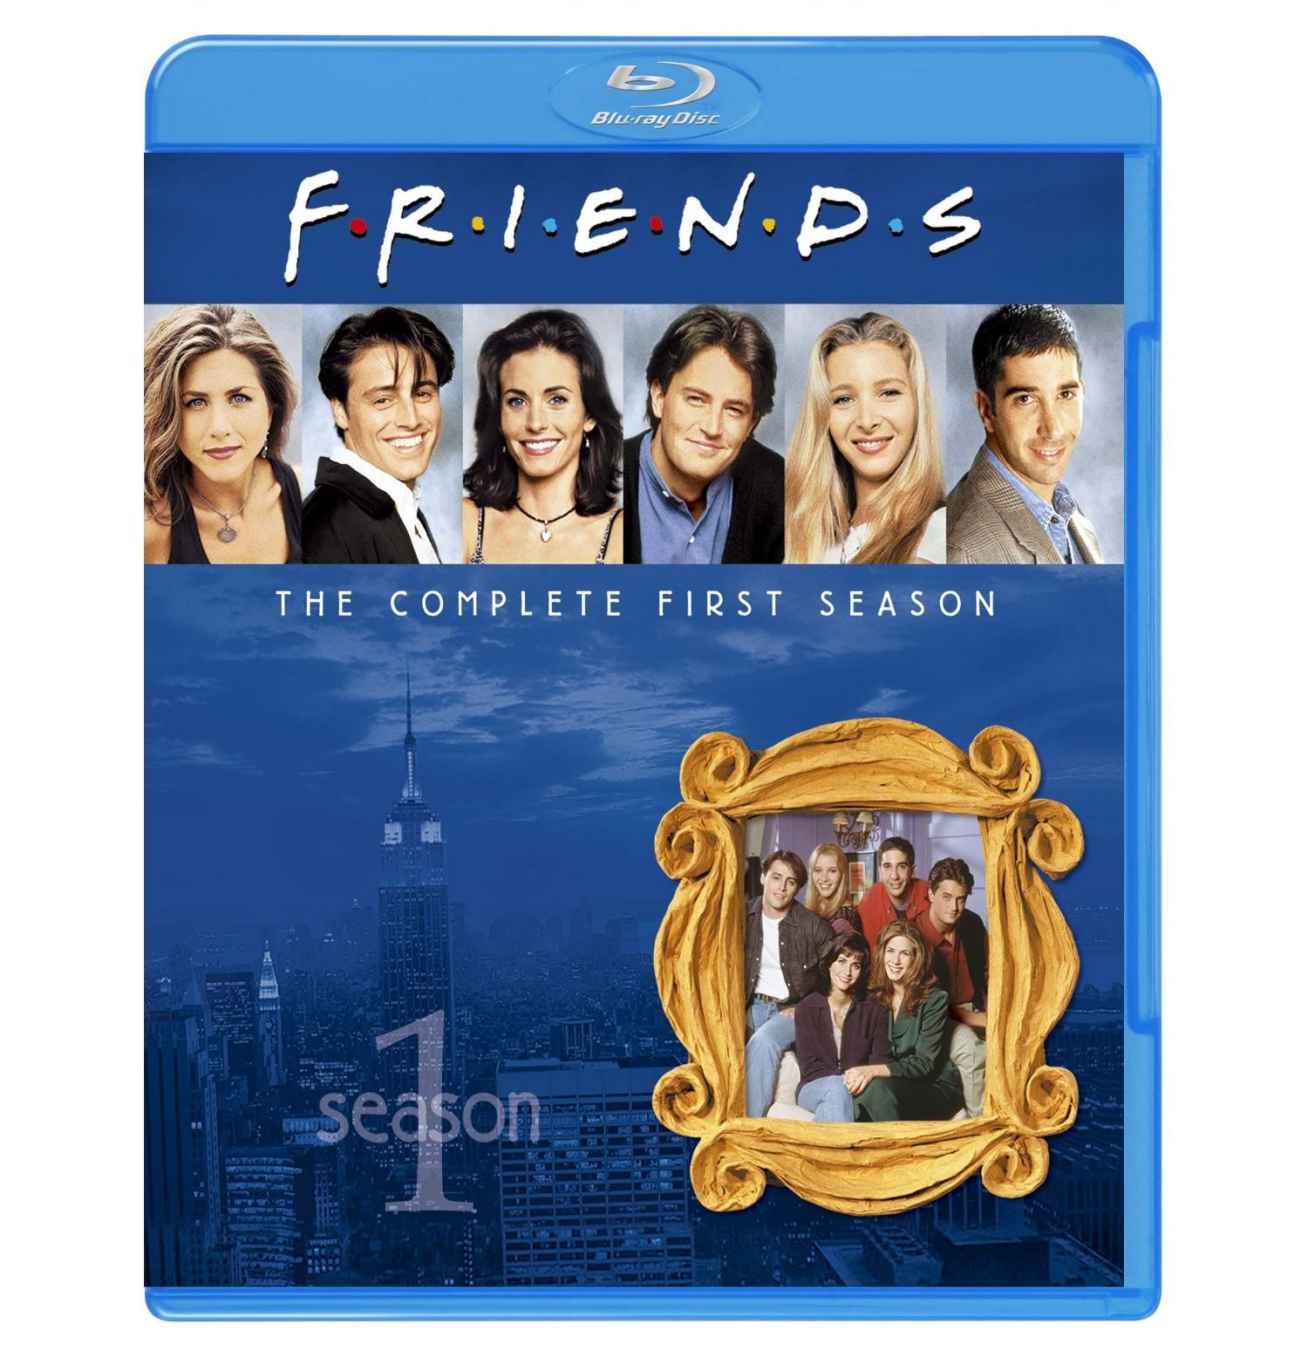 Blu-ray Disc
F·R·I·E·N·D·S
THE COMPLETE FIRST SEASON
1
season